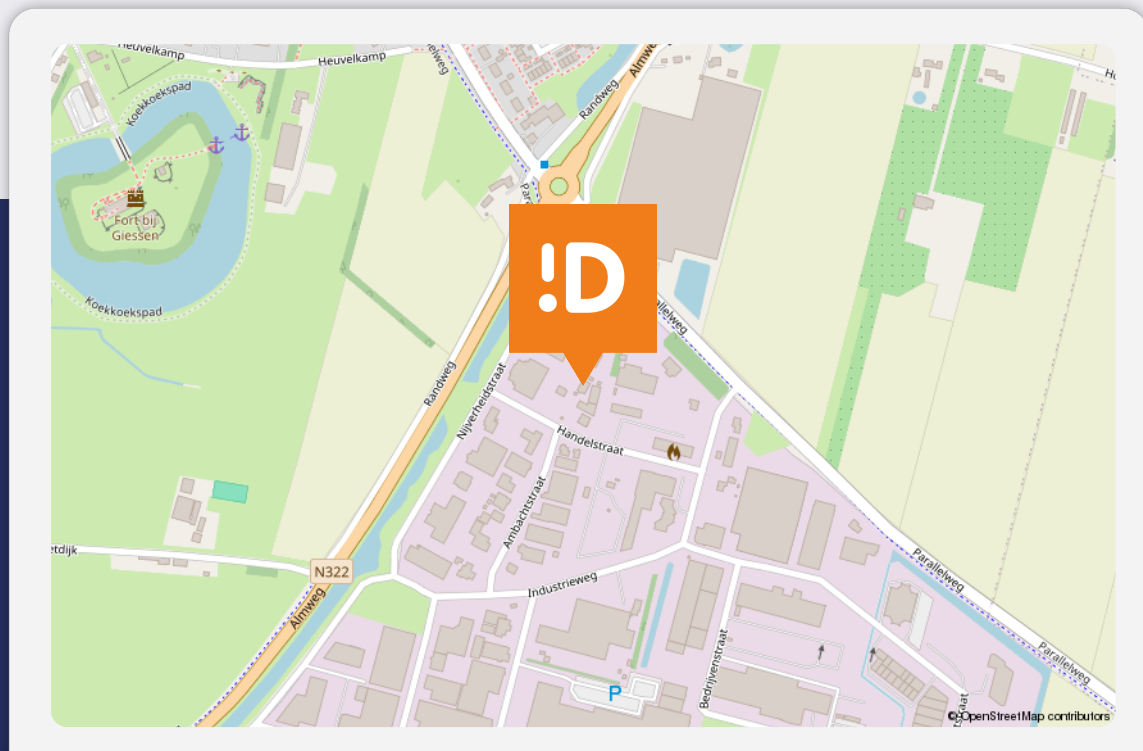 Heuvelkamp
Heuvelkamp
Almweg
Randweg
Koekkoekspad
Fort bij
Giessen
Koekkoekspad
!D
Parallelweg
Randweg
Nijverheidstraat
Handelstraat
Ambachtstraat
etdijk
N322
Almweg
Industrieweg
Parallelweg
Bedrijvenstraat
Parallelweg
P
© OpenStreetMap contributors